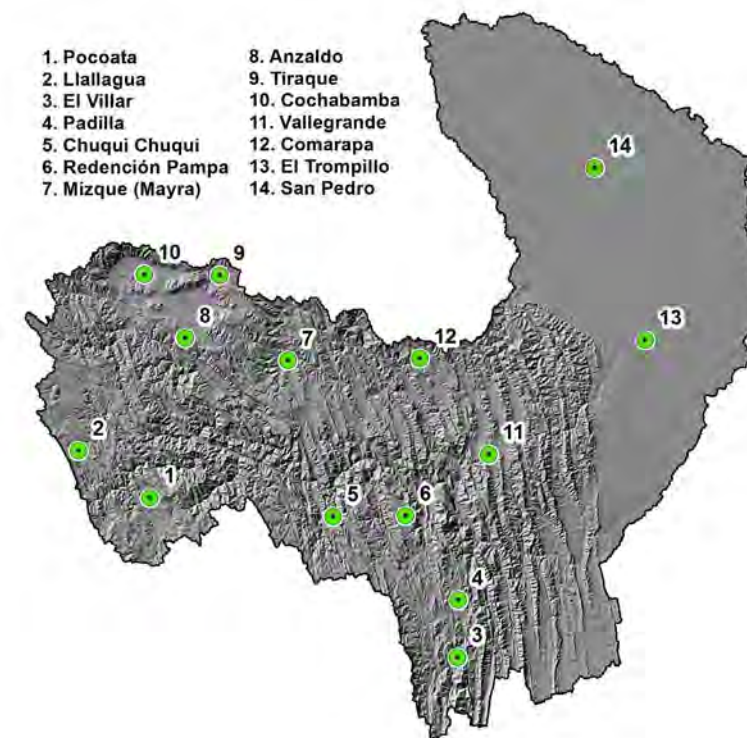 1. Pocoata
2. Llallagua
3. El Villar
4. Padilla
5. Chuqui Chuqui
6. Redención Pampa
7. Mizque (Mayra)
8. Anzaldo
9. Tiraque
10. Cochabamba
11. Vallegrande
12. Comarapa
13. El Trompillo
14. San Pedro
14
10
9
8
7
12
13
2
11
1
5
6
4
3